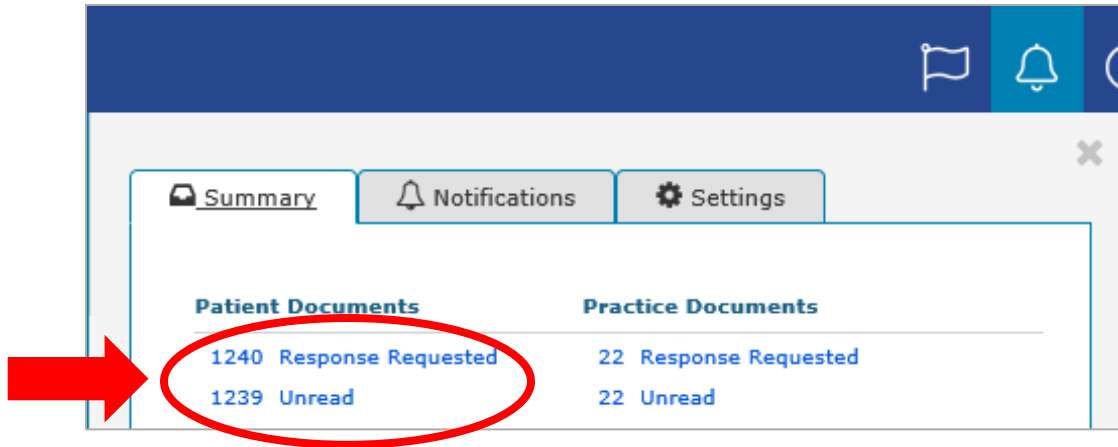 Summary Notifications Settings
Patient Documents Practice Documents
1240 Response Requested 22 Response Requested
1239 Unread 22 Unread